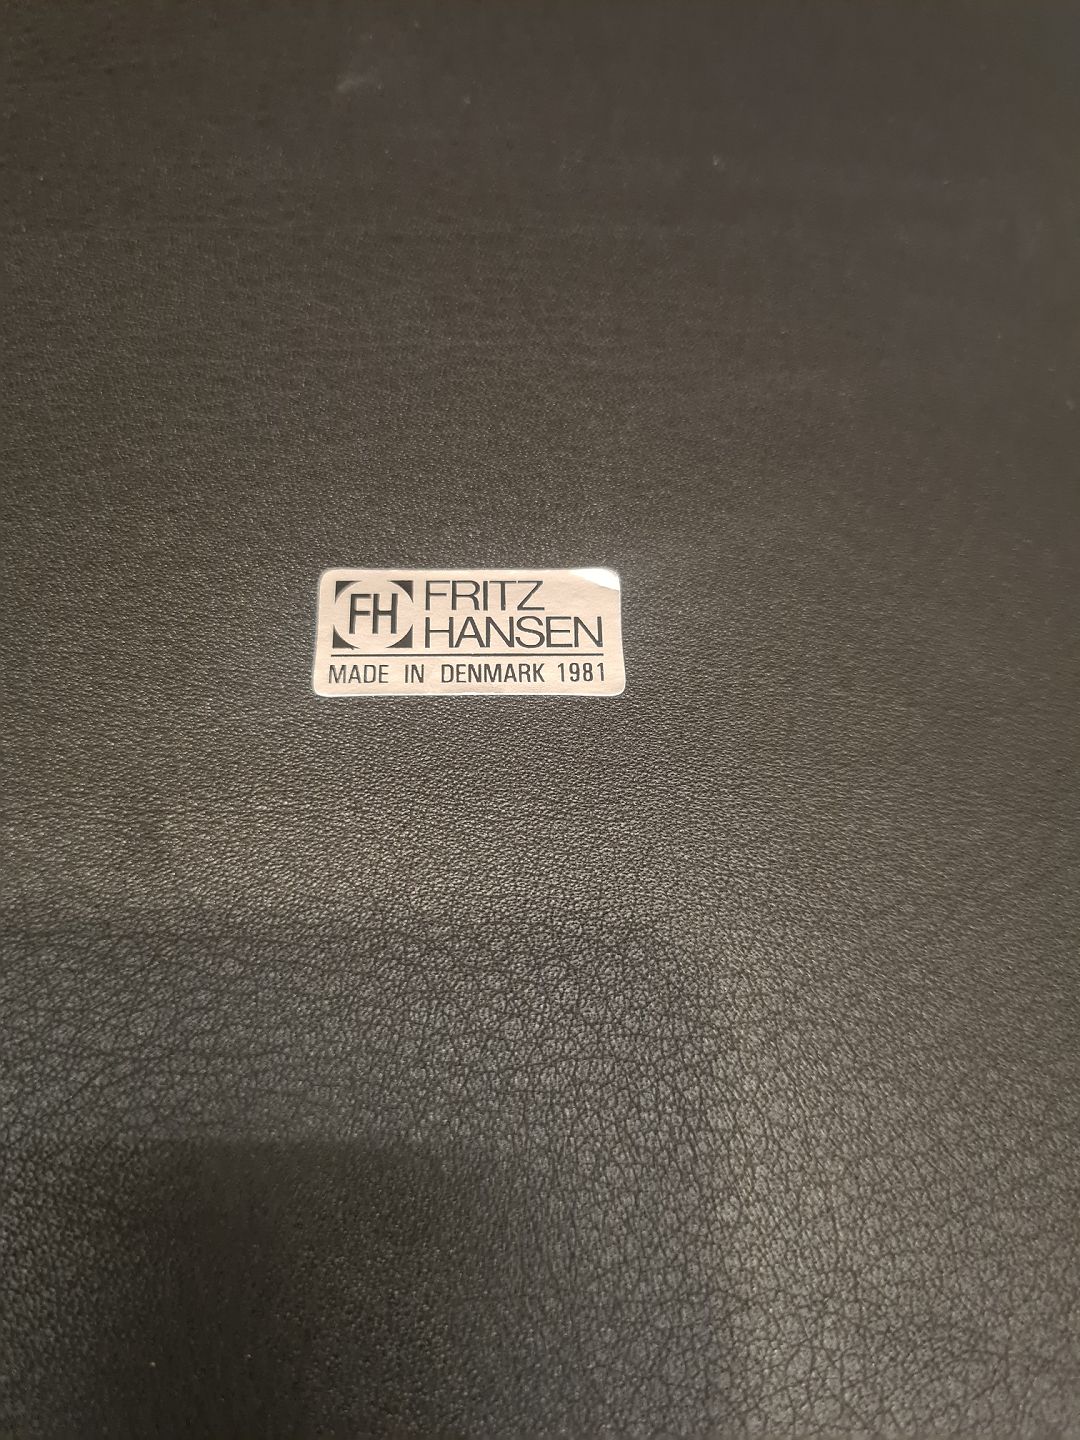 FH
FRITZ
HANSEN
MADE IN DENMARK 1981